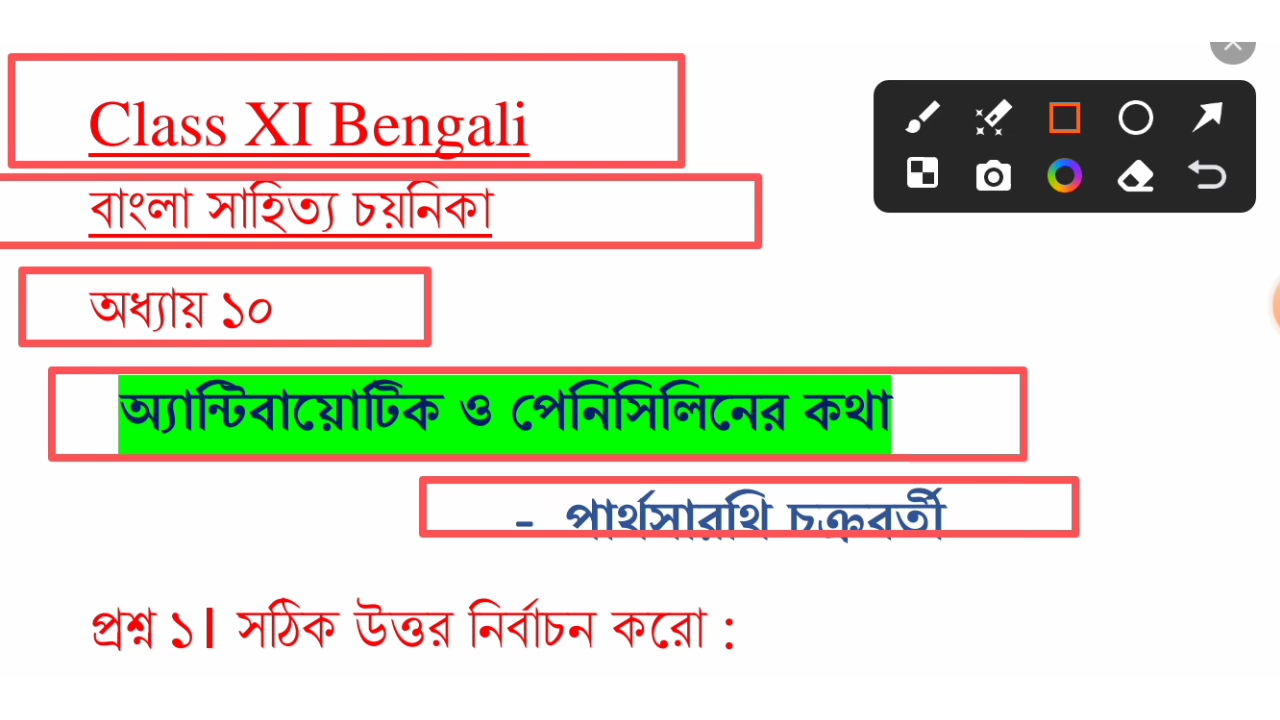 Class XI Bengali
বাংলা সাহিত্য চয়নিকা
অধ্যায় ১০
অ্যান্টিবায়োটিক ও পেনিসিলিনের কথা
- পার্থসারথি চক্রবর্তী
প্রশ্ন ১। সঠিক উত্তর নির্বাচন করো :